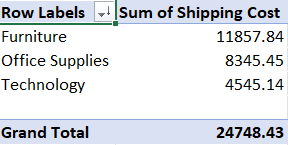 Row Labels Sum of Shipping Cost
Furniture 11857.84
Office Supplies 8345.45
Technology 4545.14
Grand Total 24748.43